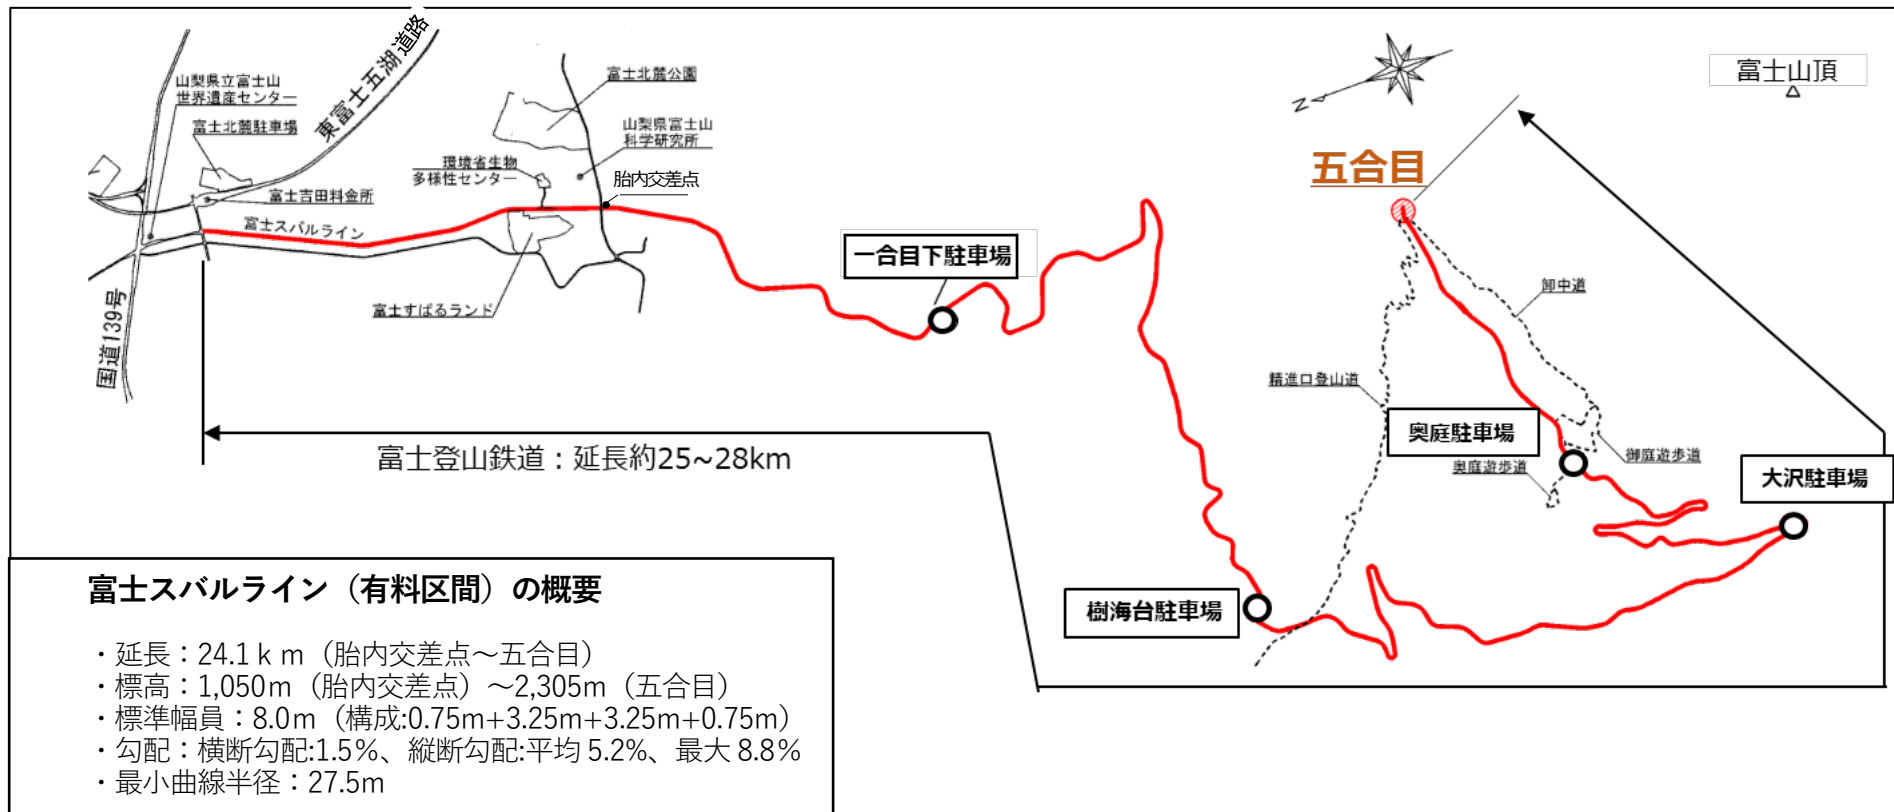 東富士五湖道路
山梨県立富士山
世界遺産センター
富士北麓駐車場
富士吉田料金所
富士スバルライン
国道139号
富士北麓公園
山梨県富士山
科学研究所
環境省生物
多様性センター
胎内交差点
富士すばるランド
一合目下駐車場
N
富士山頂
五合目
御中道
精進口登山道
奥庭駐車場
御庭遊歩道
奥庭遊歩道
大沢駐車場
樹海台駐車場
富士登山鉄道：延長約25~28km
富士スバルライン（有料区間）の概要
・延長：24.1ｋｍ（胎内交差点～五合目）
・標高：1,050m（胎内交差点）～2,305m（五合目）
・標準幅員：8.0m（構成:0.75m+3.25m+3.25m+0.75m）
・勾配：横断勾配:1.5%、縦断勾配:平均 5.2%、最大 8.8%
・最小曲線半径：27.5m